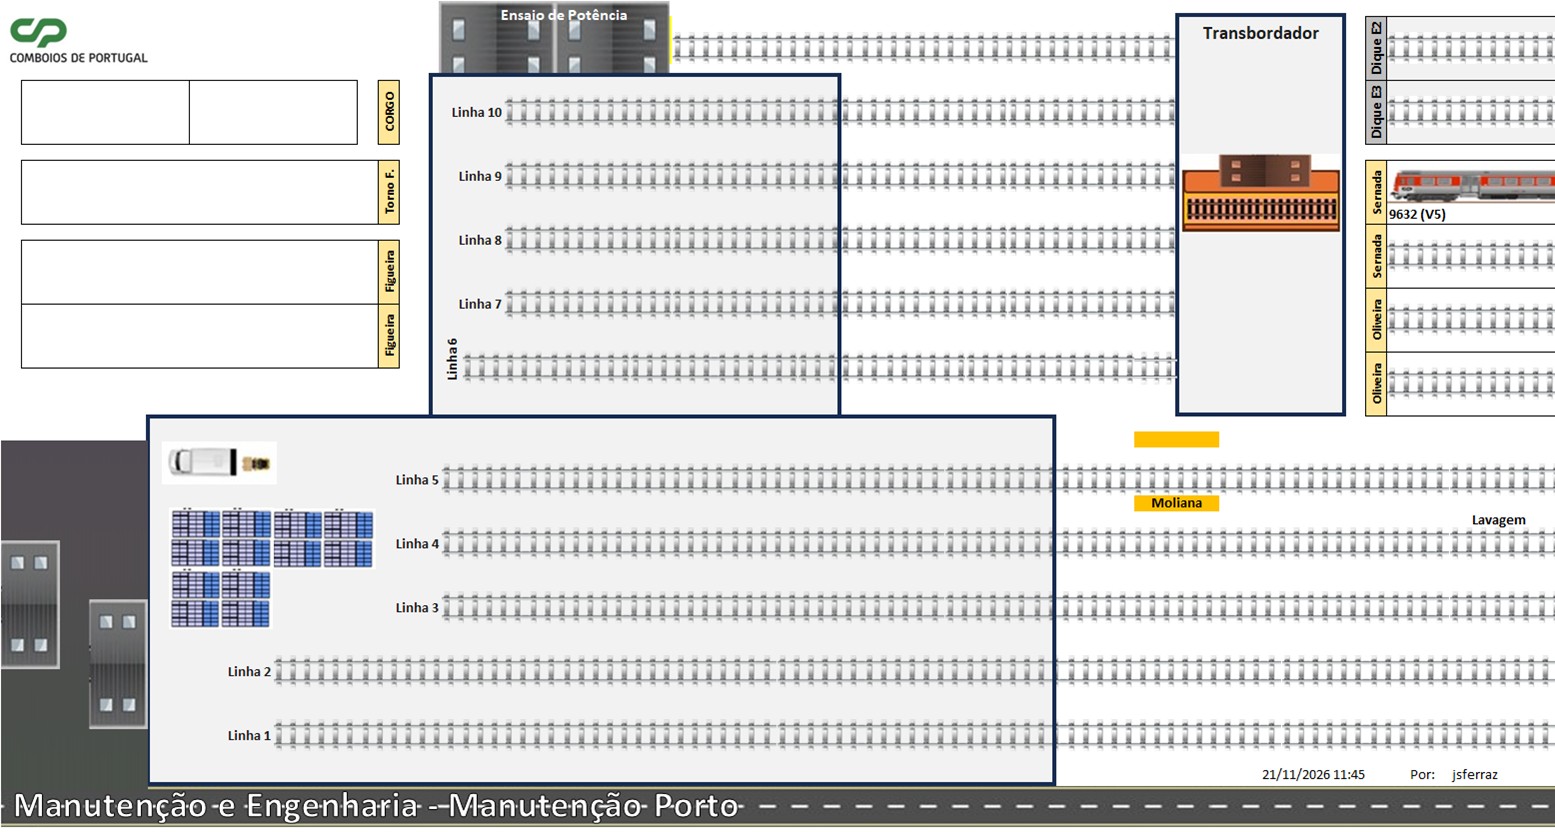 Ensaio de Potência
Transbordador
COMBOIOS DE PORTUGAL
CORGO
Torno F.
Figueira
Figueira
Linha 10
Linha 9
Linha 8
Linha 7
Linha 6
Dique E2
Dique E3
Sernada
9632 (V5)
Sernada
Oliveira
Oliveira
Linha 5
Moliana
Lavagem
Linha 4
Linha 3
Linha 2
Linha 1
21/11/2026 11:45 Por: jsferraz
Manutenção e Engenharia - Manutenção Porto